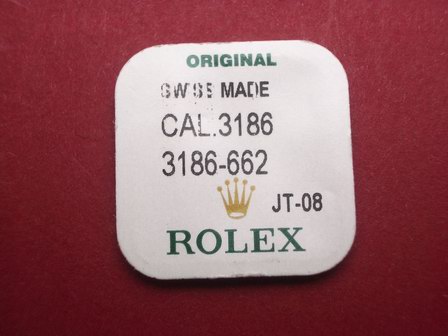 ORIGINAL
SWISS MADE
CAL.3186
3186-662
JT-08
ROLEX